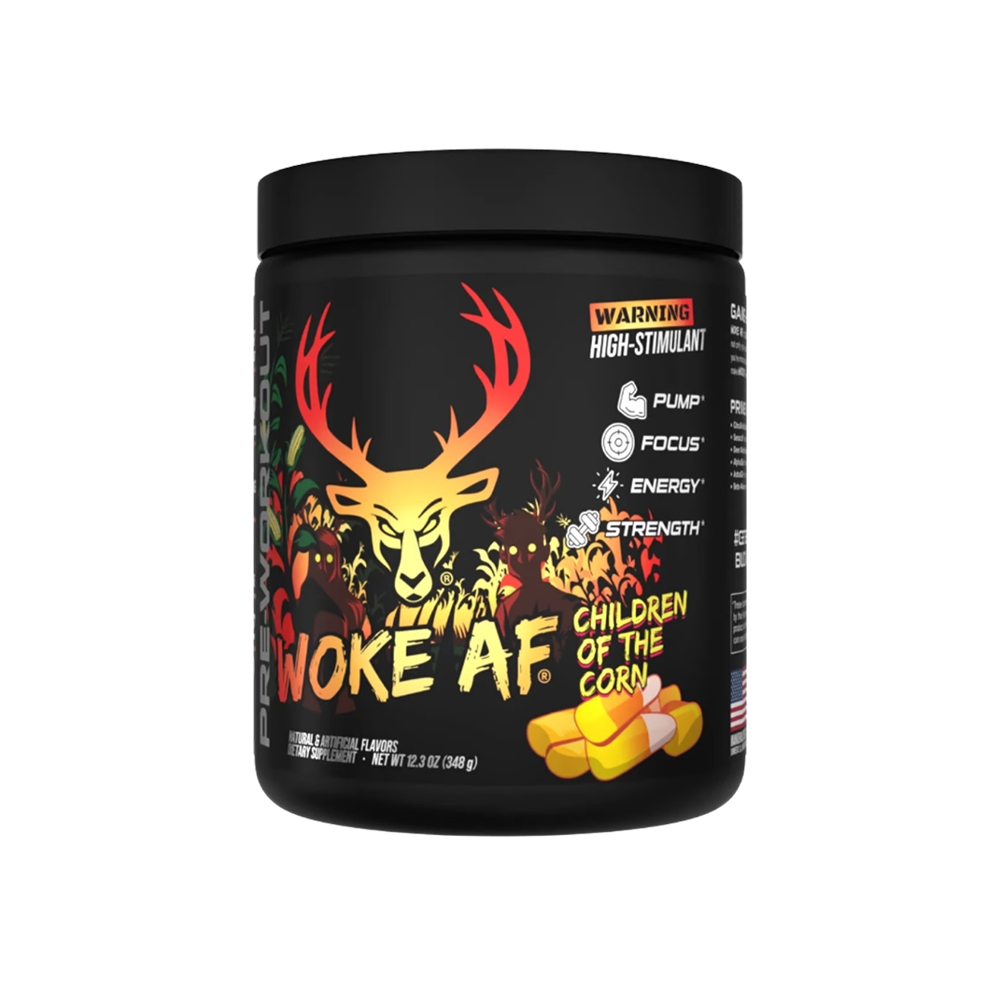 PRE-WORKOUT
WARNING
HIGH-STIMULANT
PUMP*
FOCUS*
ENERGY*
STRENGTH*
®
WOKE AF®
CHILDREN
OF THE
CORN
NATURAL & ARTIFICIAL FLAVORS
DIETARY SUPPLEMENT • NET WT 12.3 OZ (348 g)